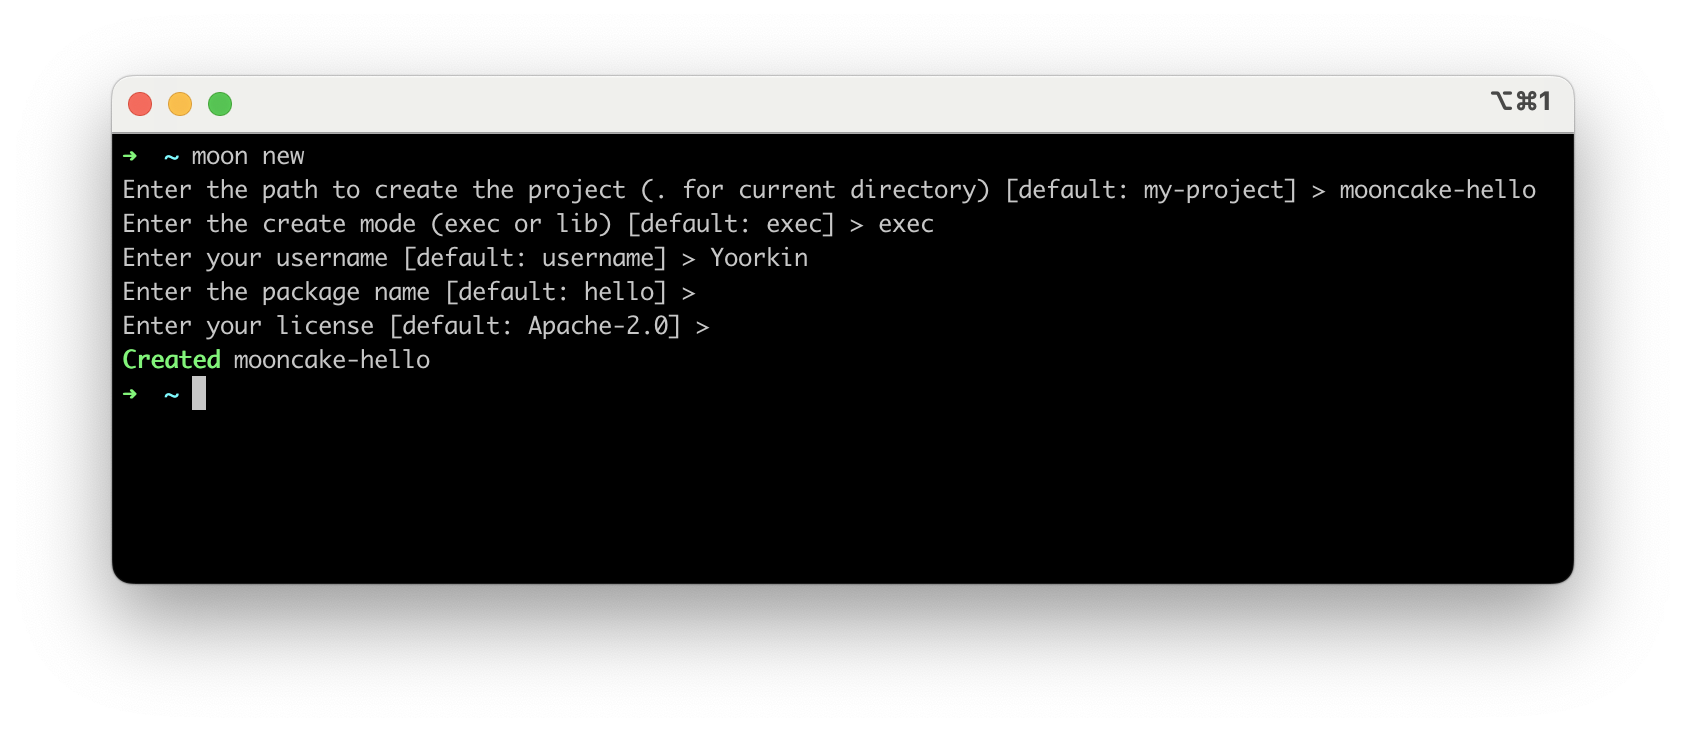 ⌥⌘1
➜  ~ moon new
Enter the path to create the project (. for current directory) [default: my-project] > mooncake-hello
Enter the create mode (exec or lib) [default: exec] > exec
Enter your username [default: username] > Yoorkin
Enter the package name [default: hello] >
Enter your license [default: Apache-2.0] >
Created mooncake-hello
➜  ~